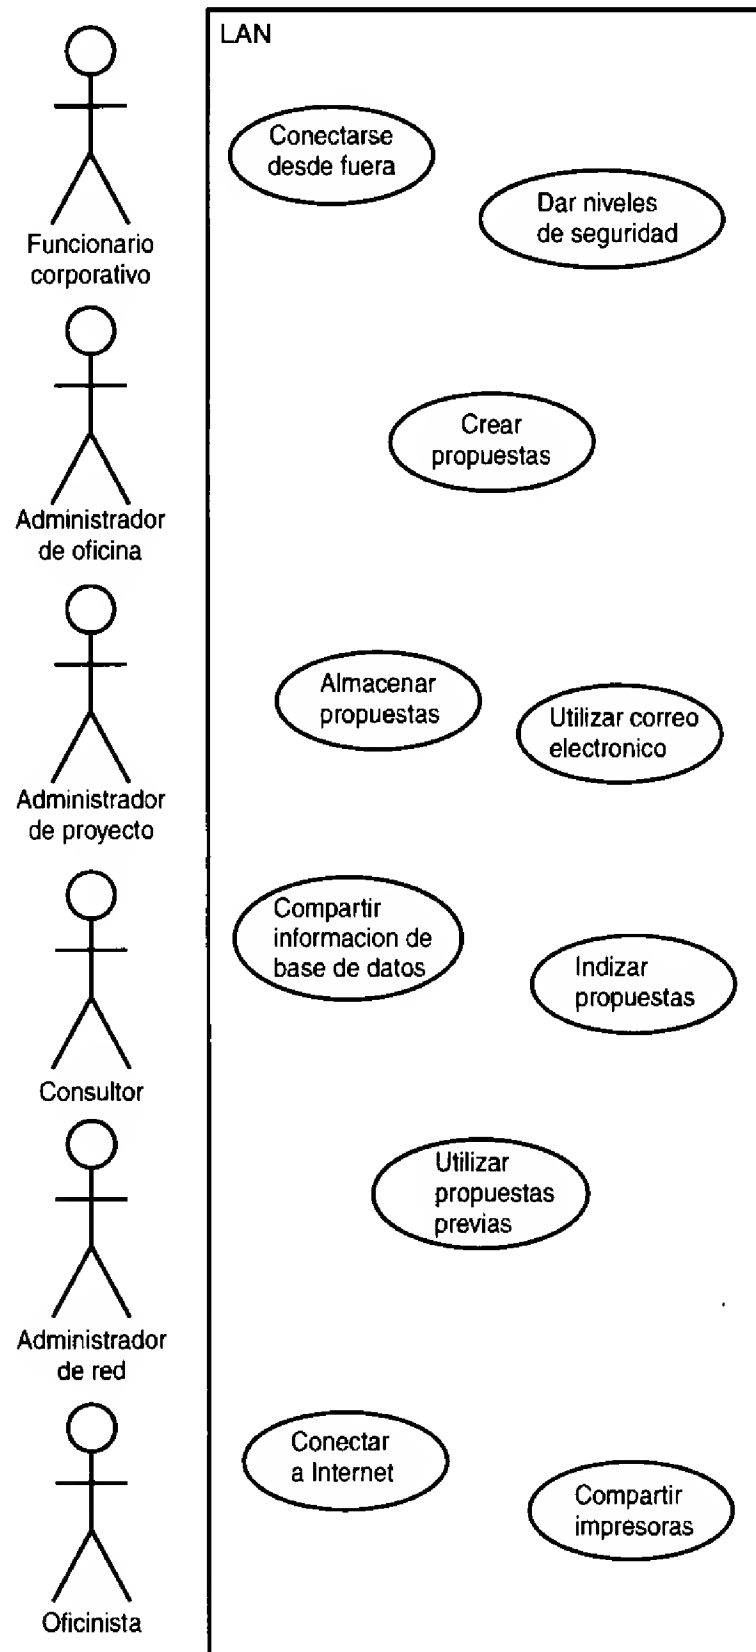 LAN
Conectarse
desde fuera
Dar niveles
de seguridad
Funcionario
corporativo
Crear
propuestas
Administrador
de oficina
Almacenar
propuestas
Utilizar correo
electronico
Administrador
de proyecto
Compartir
informacion de
base de datos
Indizar
propuestas
Consultor
Utilizar
propuestas
previas
Administrador
de red
Conectar
a Internet
Compartir
impresoras
Oficinista